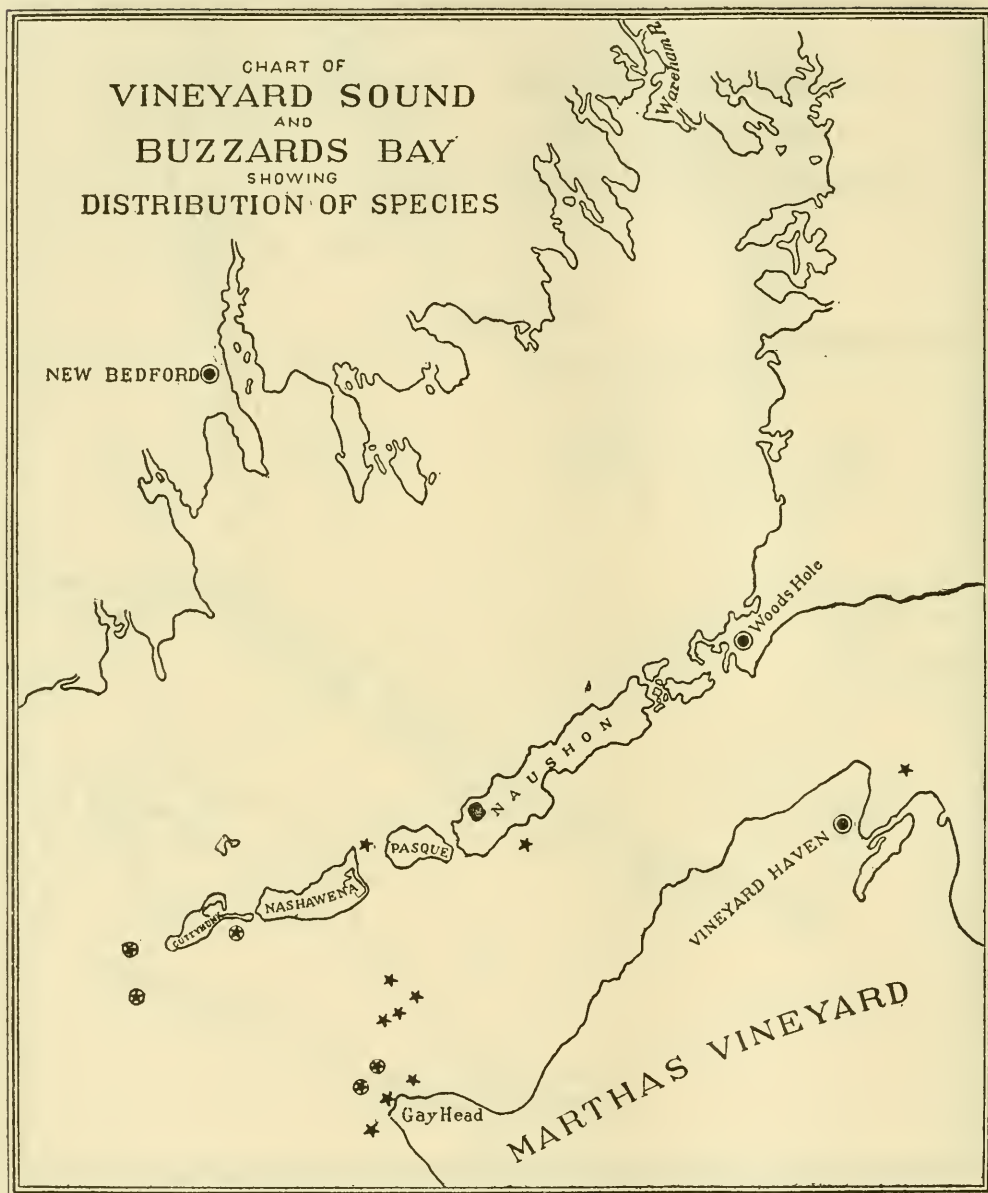 CHART OF
VINEYARD SOUND
AND
BUZZARDS BAY
SHOWING
DISTRIBUTION OF SPECIES
Wareham R.
NEW BEDFORD
Woods Hole
NAUSHON
PASQUE
NASHAWENA
CUTTYHUNK
VINEYARD HAVEN
MARTHAS VINEYARD
Gay Head